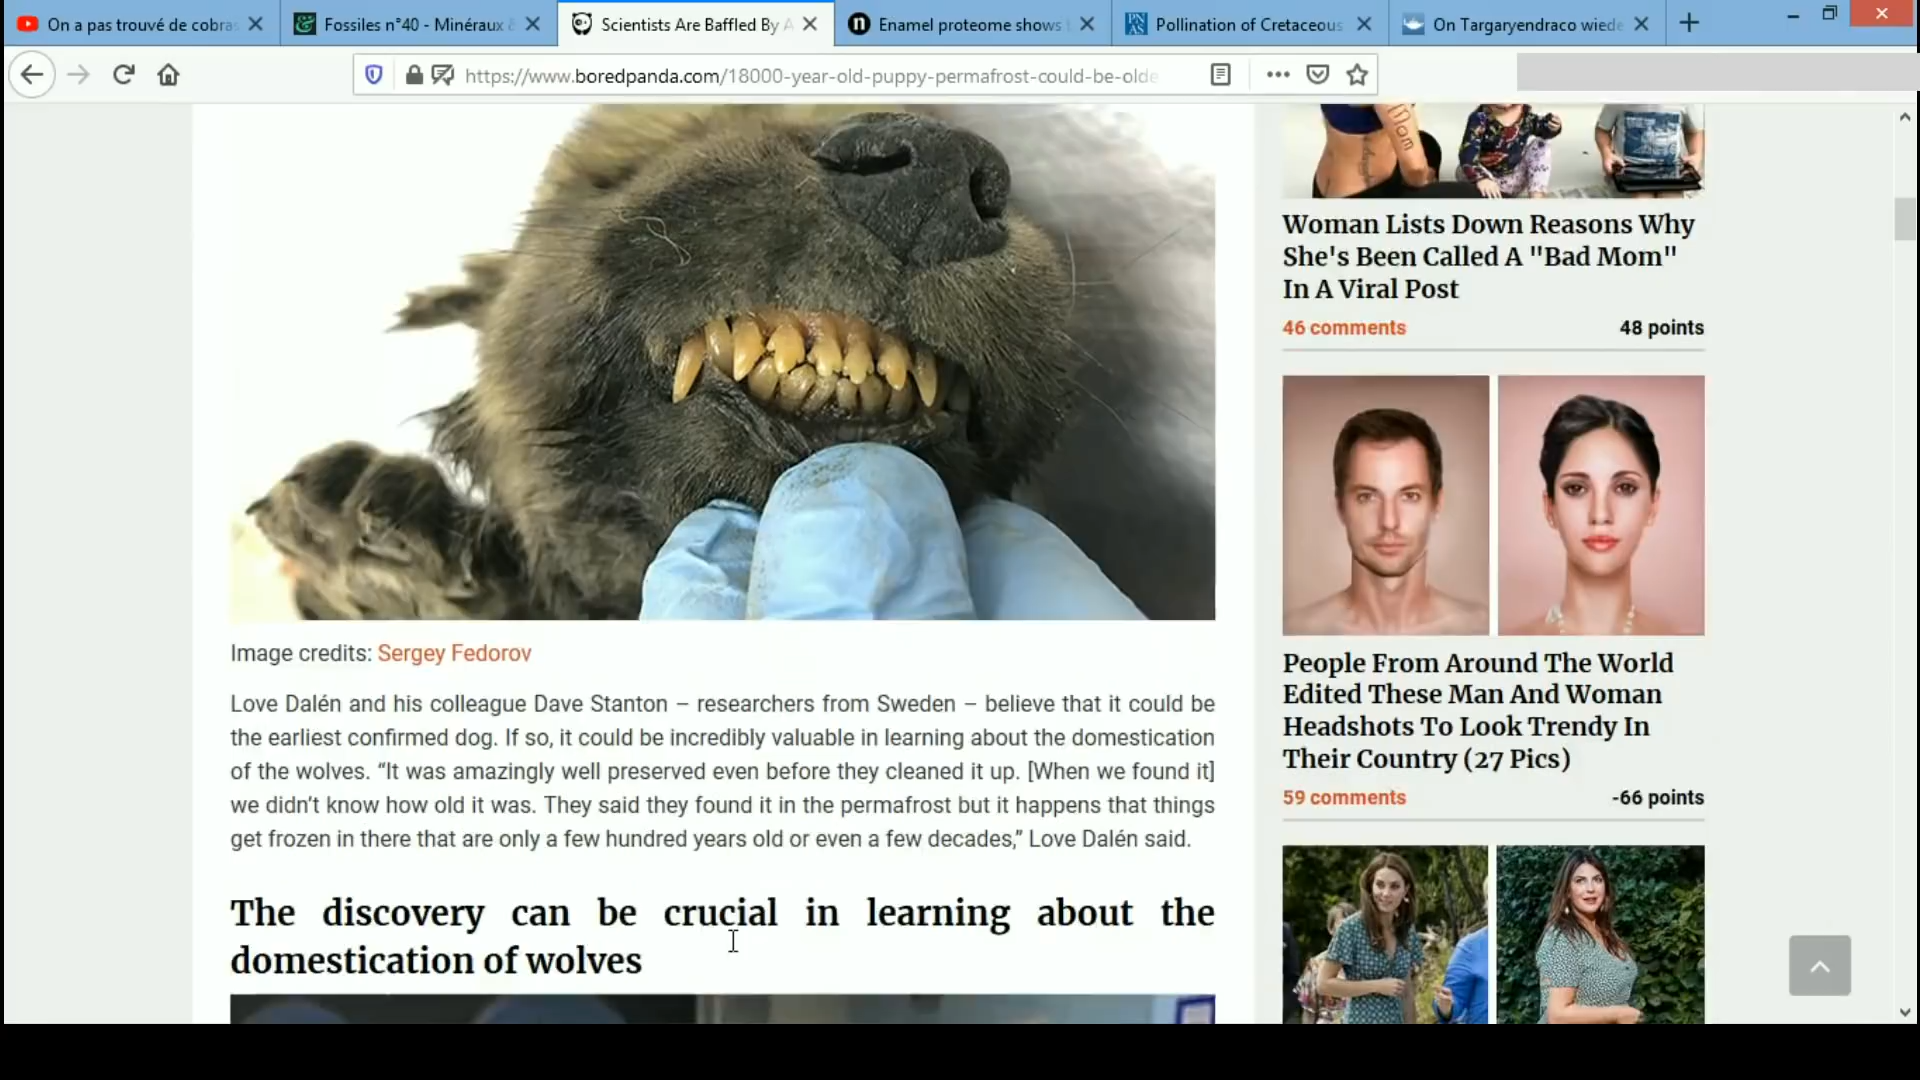 On a pas trouvé de cobras
Fossiles n°40 - Minéraux &
Scientists Are Baffled By A
Enamel proteome shows t
Pollination of Cretaceous
On Targaryendraco wiede
https://www.boredpanda.com/18000-year-old-puppy-permafrost-could-be-olde
Mom
Woman Lists Down Reasons Why
She's Been Called A "Bad Mom"
In A Viral Post
46 comments 48 points
Image credits: Sergey Fedorov
Love Dalén and his colleague Dave Stanton – researchers from Sweden – believe that it could be
the earliest confirmed dog. If so, it could be incredibly valuable in learning about the domestication
of the wolves. “It was amazingly well preserved even before they cleaned it up. [When we found it]
we didn’t know how old it was. They said they found it in the permafrost but it happens that things
get frozen in there that are only a few hundred years old or even a few decades,” Love Dalén said.
The discovery can be crucial in learning about the
domestication of wolves
People From Around The World
Edited These Man And Woman
Headshots To Look Trendy In
Their Country (27 Pics)
59 comments -66 points